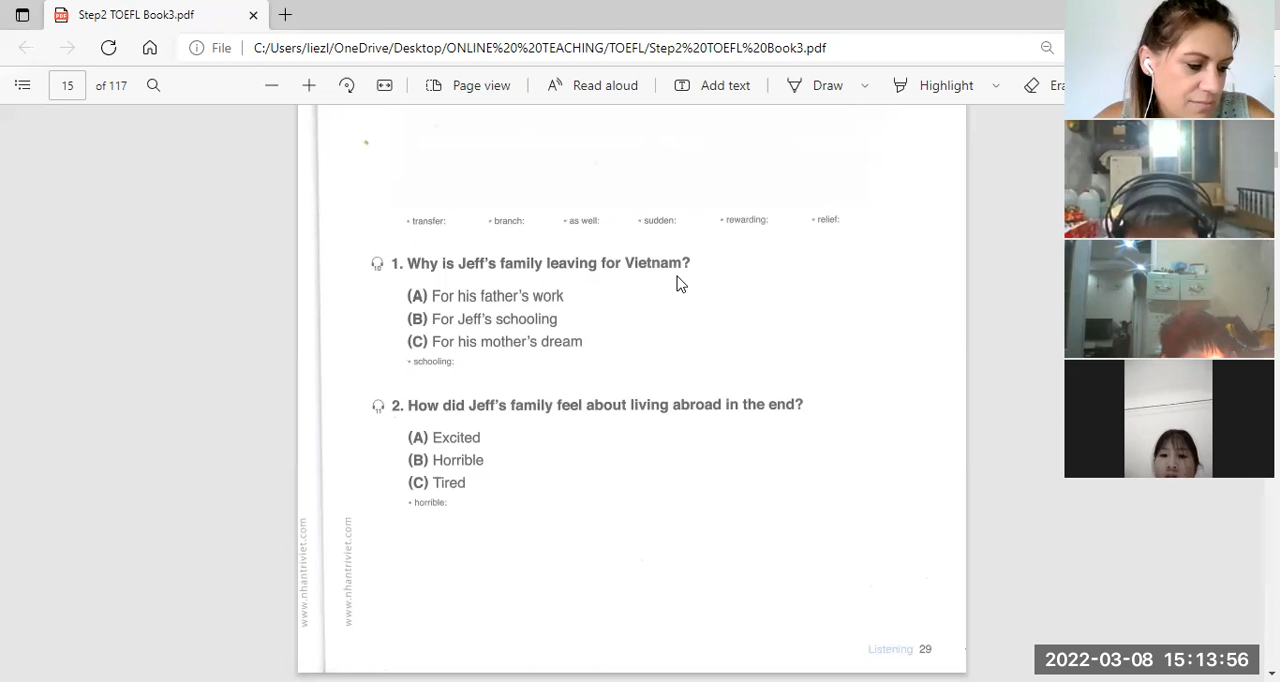 Step2 TOEFL Book3.pdf
File C:/Users/liezl/OneDrive/Desktop/ONLINE%20%20TEACHING/TOEFL/Step2%20TOEFL%20Book3.pdf
15 of 117 Page view Read aloud Add text Draw Highlight
• transfer: • branch: • as well: • sudden: • rewarding: • relief:
1. Why is Jeff's family leaving for Vietnam?
(A) For his father's work
(B) For Jeff's schooling
(C) For his mother's dream
• schooling:
2. How did Jeff's family feel about living abroad in the end?
(A) Excited
(B) Horrible
(C) Tired
• horrible:
www.nhantriviet.com
www.nhantriviet.com
Listening 29
2022-03-08 15:13:56